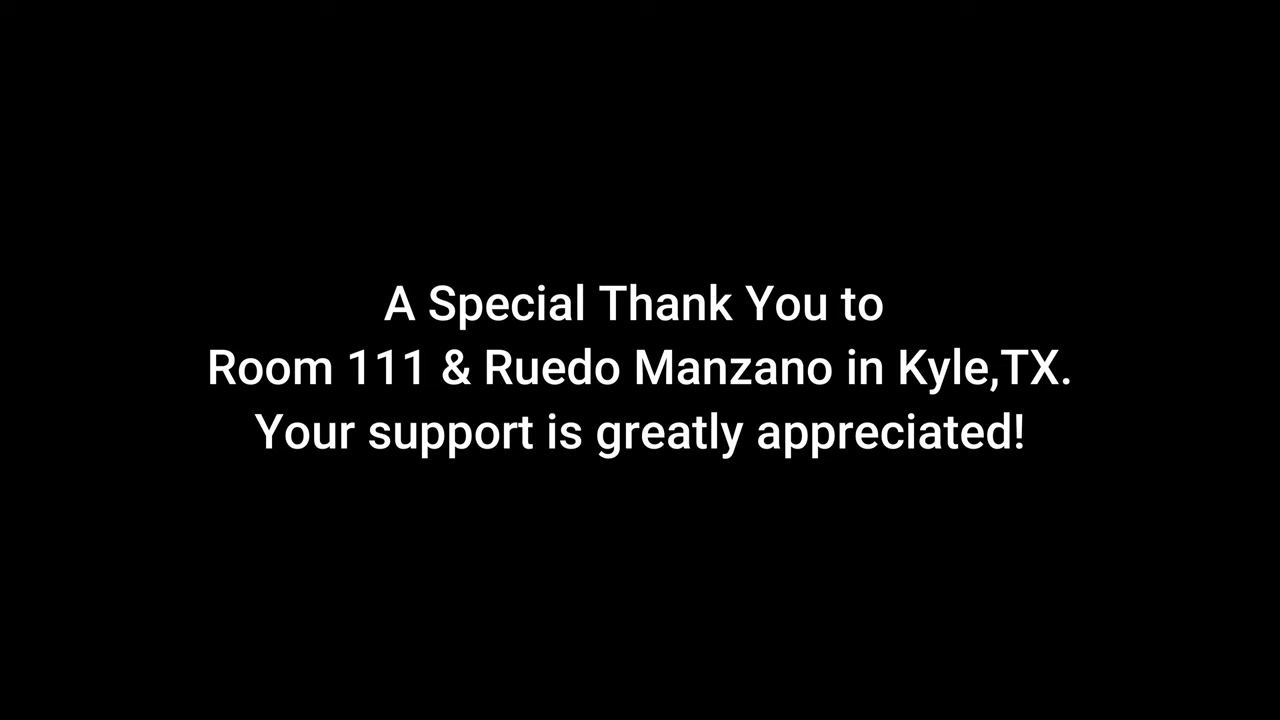 A Special Thank You to
Room 111 & Ruedo Manzano in Kyle,TX.
Your support is greatly appreciated!